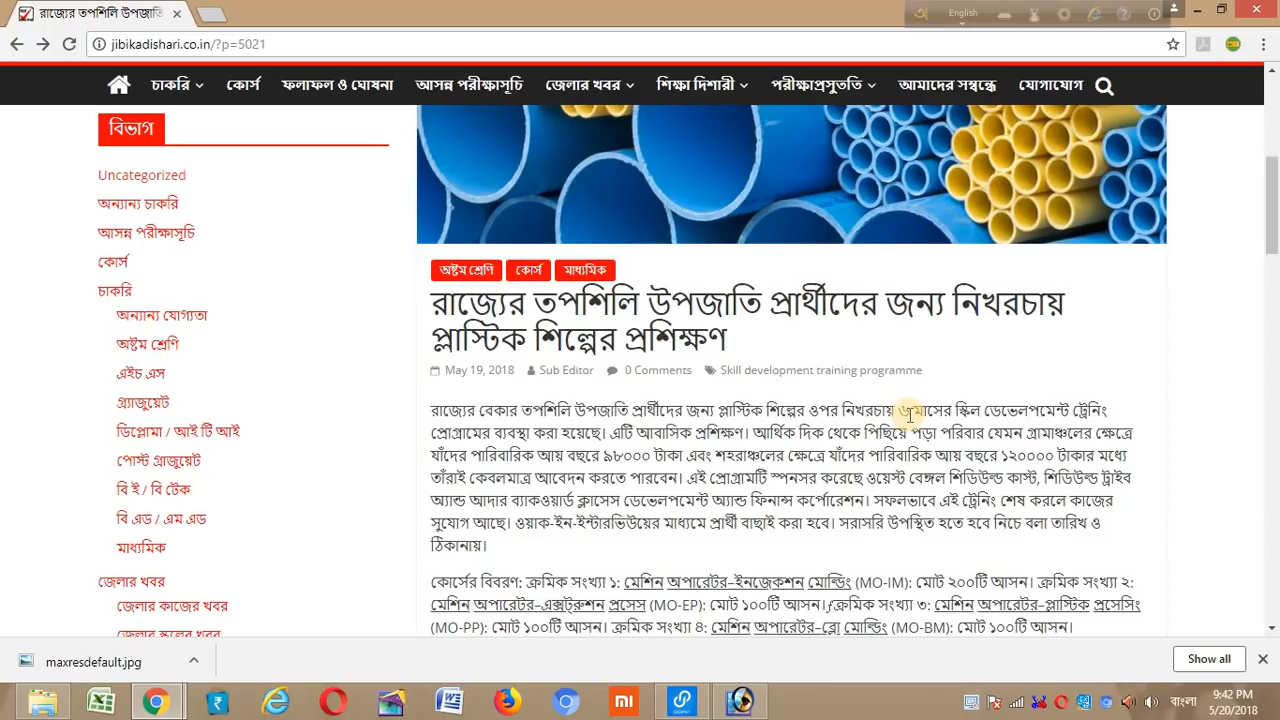 রাজ্যের তপশিলি উপজাতি
English
jibikadishari.co.in/?p=5021
চাকরি কোর্স ফলাফল ও ঘোষনা আসন্ন পরীক্ষাসূচি জেলার খবর শিক্ষা দিশারী পরীক্ষাপ্রস্তুতি আমাদের সম্বন্ধে যোগাযোগ
বিভাগ
Uncategorized
অন্যান্য চাকরি
আসন্ন পরীক্ষাসূচি
কোর্স
চাকরি
অন্যান্য যোগ্যতা
অষ্টম শ্রেণি
এইচ এস
গ্র্যাজুয়েট
ডিপ্লোমা / আই টি আই
পোস্ট গ্রাজুয়েট
বি ই / বি টেক
বি এড / এম এড
মাধ্যমিক
জেলার খবর
জেলার কাজের খবর
জেলার স্কুলের খবর
অষ্টম শ্রেণি কোর্স মাধ্যমিক
রাজ্যের তপশিলি উপজাতি প্রার্থীদের জন্য নিখরচায়
প্লাস্টিক শিল্পের প্রশিক্ষণ
May 19, 2018 Sub Editor 0 Comments Skill development training programme
রাজ্যের বেকার তপশিলি উপজাতি প্রার্থীদের জন্য প্লাস্টিক শিল্পের ওপর নিখরচায় ৬ মাসের স্কিল ডেভেলপমেন্ট ট্রেনিং
প্রোগ্রামের ব্যবস্থা করা হয়েছে। এটি আবাসিক প্রশিক্ষণ। আর্থিক দিক থেকে পিছিয়ে পড়া পরিবার যেমন গ্রামাঞ্চলের ক্ষেত্রে
যাঁদের পারিবারিক আয় বছরে ৯৮০০০ টাকা এবং শহরাঞ্চলের ক্ষেত্রে যাঁদের পারিবারিক আয় বছরে ১২০০০০ টাকার মধ্যে
তাঁরাই কেবলমাত্র আবেদন করতে পারবেন। এই প্রোগ্রামটি স্পনসর করেছে ওয়েস্ট বেঙ্গল শিডিউল্ড কাস্ট, শিডিউল্ড ট্রাইব
অ্যান্ড আদার ব্যাকওয়ার্ড ক্লাসেস ডেভেলপমেন্ট অ্যান্ড ফিনান্স কর্পোরেশন। সফলভাবে এই ট্রেনিং শেষ করলে কাজের
সুযোগ আছে। ওয়াক-ইন-ইন্টারভিউয়ের মাধ্যমে প্রার্থী বাছাই করা হবে। সরাসরি উপস্থিত হতে হবে নিচে বলা তারিখ ও
ঠিকানায়।
কোর্সের বিবরণ: ক্রমিক সংখ্যা ১: মেশিন অপারেটর–ইনজেকশন মোল্ডিং (MO-IM): মোট ২০০টি আসন। ক্রমিক সংখ্যা ২:
মেশিন অপারেটর–এক্সট্রুশন প্রসেস (MO-EP): মোট ১০০টি আসন। ক্রমিক সংখ্যা ৩: মেশিন অপারেটর–প্লাস্টিক প্রসেসিং
(MO-PP): মোট ১০০টি আসন। ক্রমিক সংখ্যা ৪: মেশিন অপারেটর–ব্লো মোল্ডিং (MO-BM): মোট ১০০টি আসন।
maxresdefault.jpg
Show all
বাংলা
9:42 PM
5/20/2018